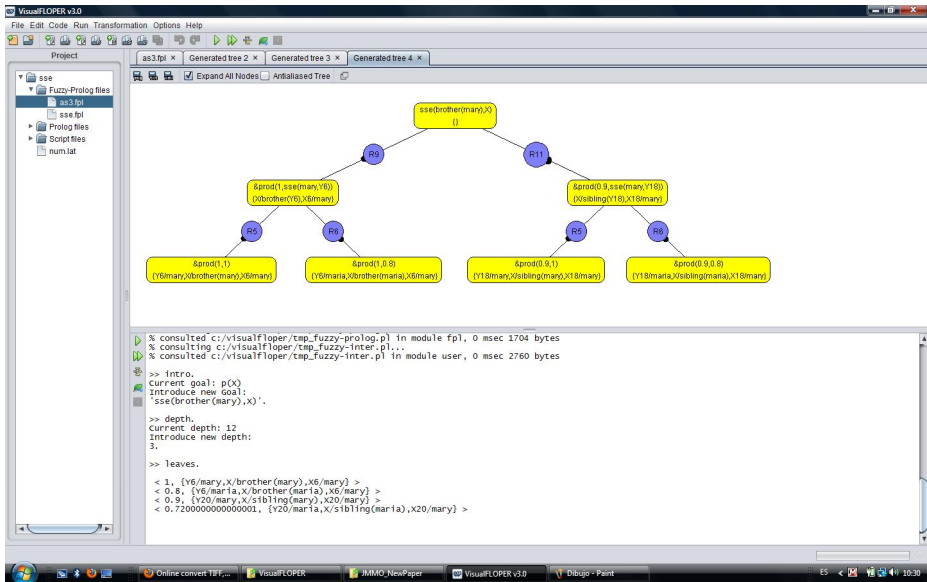 VisualFLOPER v3.0
File Edit Code Run Transformation Options Help
Project
as3.fpl × Generated tree 2 × Generated tree 3 × Generated tree 4 ×
Expand All Nodes Antialiased Tree
sse
Fuzzy-Prolog files
as3.fpl
sse.fpl
Prolog files
Script files
num.lat
sse(brother(mary),X)
{}
R9 R11
&prod(1,sse(mary,Y6)) &prod(0.9,sse(mary,Y18))
{X/brother(Y6),X6/mary} {X/sibling(Y18),X18/mary}
R5 R6 R5 R6
&prod(1,1) &prod(1,0.8) &prod(0.9,1) &prod(0.9,0.8)
{Y6/mary,X/brother(mary),X6/mary} {Y6/maria,X/brother(maria),X6/mary} {Y18/mary,X/sibling(mary),X18/mary} {Y18/maria,X/sibling(maria),X18/mary}
% consulted c:/visualfloper/tmp_fuzzy-prolog.pl in module fpl, 0 msec 1704 bytes
% consulting c:/visualfloper/tmp_fuzzy-inter.pl...
% consulted c:/visualfloper/tmp_fuzzy-inter.pl in module user, 0 msec 2760 bytes
>> intro.
Current goal: p(X)
Introduce new Goal:
'sse(brother(mary),X)'.
>> depth.
Current depth: 12
Introduce new depth:
3.
>> leaves.
< 1, {Y6/mary,X/brother(mary),X6/mary} >
< 0.8, {Y6/maria,X/brother(maria),X6/mary} >
< 0.9, {Y20/mary,X/sibling(mary),X20/mary} >
< 0.7200000000000001, {Y20/maria,X/sibling(maria),X20/mary} >
Online convert TIFF,... VisualFLOPER JMMO_NewPaper VisualFLOPER v3.0 Dibujo - Paint ES 10:30